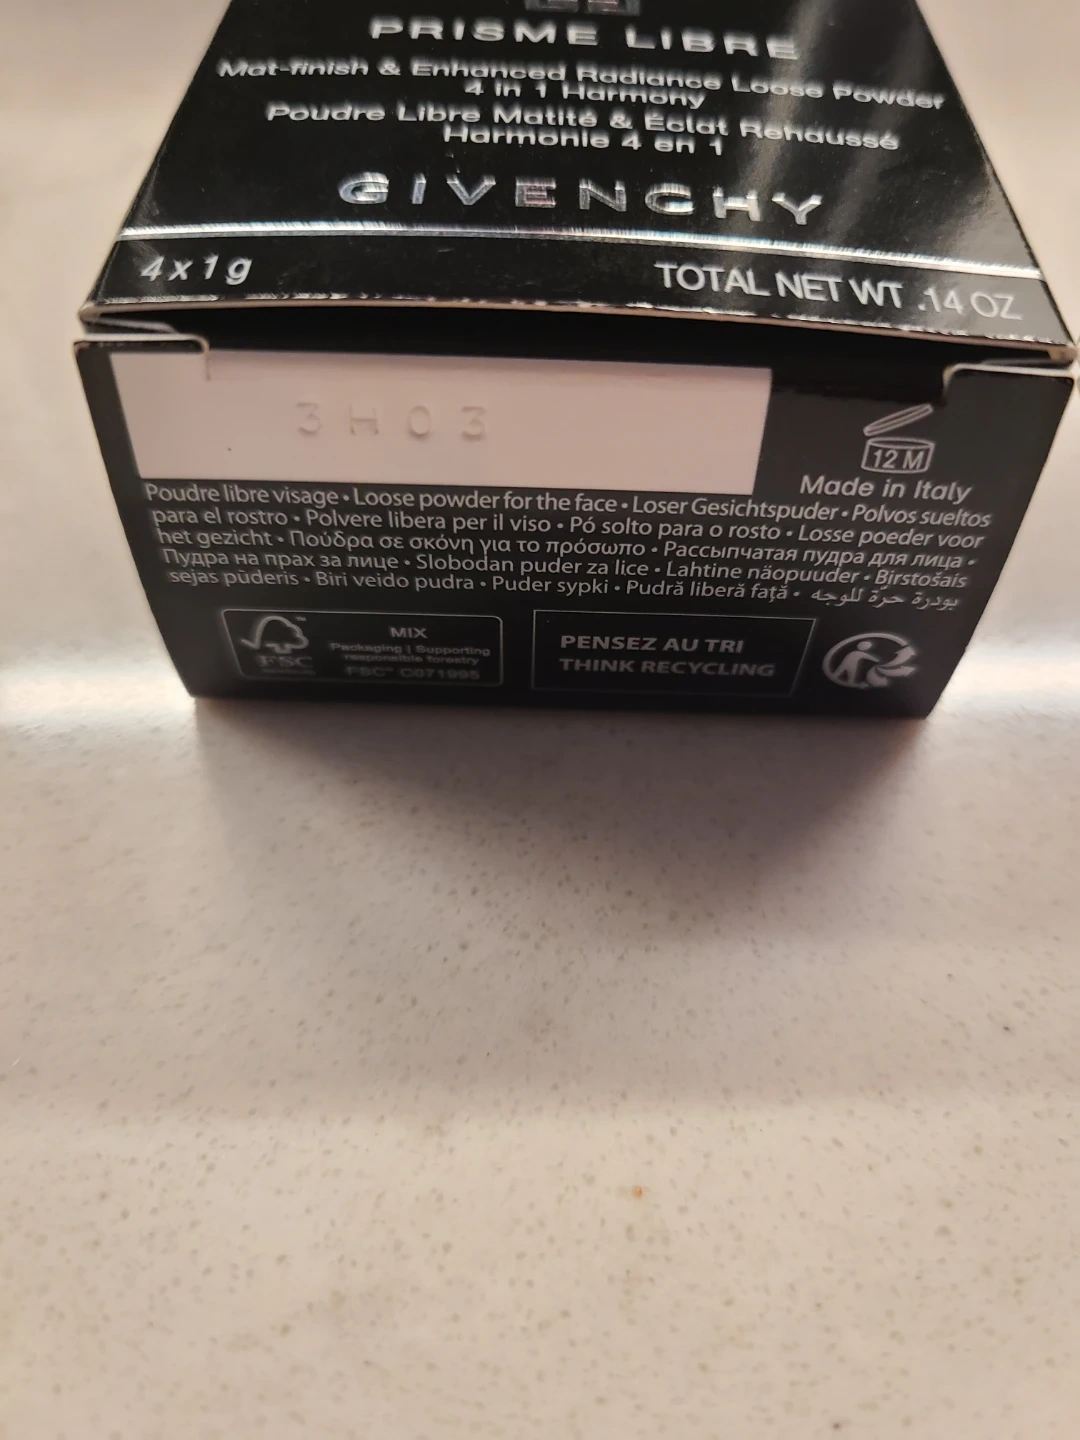 PRISME LIBRE
Mat-finish & Enhanced Radiance Loose Powder
4 in 1 Harmony
Poudre Libre Matité & Éclat Rehaussé
Harmonie 4 en 1
GIVENCHY
4 x 1 g
TOTAL NET WT .14 OZ
3H03
12 M
Made in Italy
Poudre libre visage • Loose powder for the face • Loser Gesichtspuder • Polvos sueltos
para el rostro • Polvere libera per il viso • Pó solto para o rosto • Losse poeder voor
het gezicht • Πούδρα σε σκόνη για το πρόσωπο • Рассыпчатая пудра для лица •
Пудра на прах за лице • Slobodan puder za lice • Lahtine näopuuder • Birstošais
sejas pūderis • Biri veido pudra • Puder sypki • Pudră liberă față • بودرة حرّة للوجه
FSC
MIX
Packaging | Supporting
responsible forestry
FSC™ C071995
PENSEZ AU TRI
THINK RECYCLING